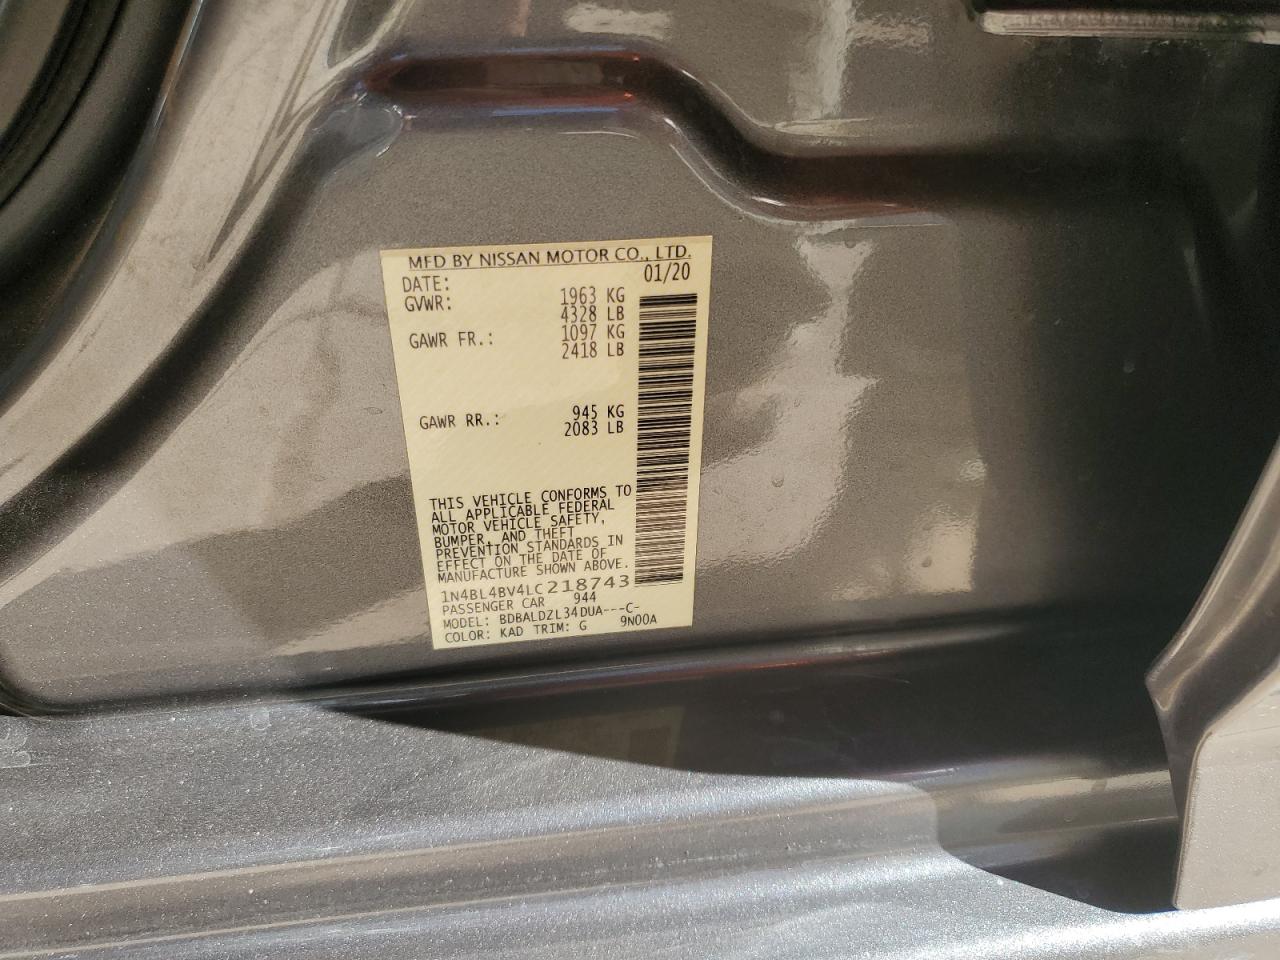 MFD BY NISSAN MOTOR CO., LTD.
DATE: 01/20
GVWR: 1963 KG
4328 LB
GAWR FR.: 1097 KG
2418 LB
GAWR RR.: 945 KG
2083 LB
THIS VEHICLE CONFORMS TO
ALL APPLICABLE FEDERAL
MOTOR VEHICLE SAFETY,
BUMPER, AND THEFT
PREVENTION STANDARDS IN
EFFECT ON THE DATE OF
MANUFACTURE SHOWN ABOVE.
1N4BL4BV4LC218743
PASSENGER CAR 944
MODEL: BDBALDZL34DUA---C-
COLOR: KAD TRIM: G 9N00A